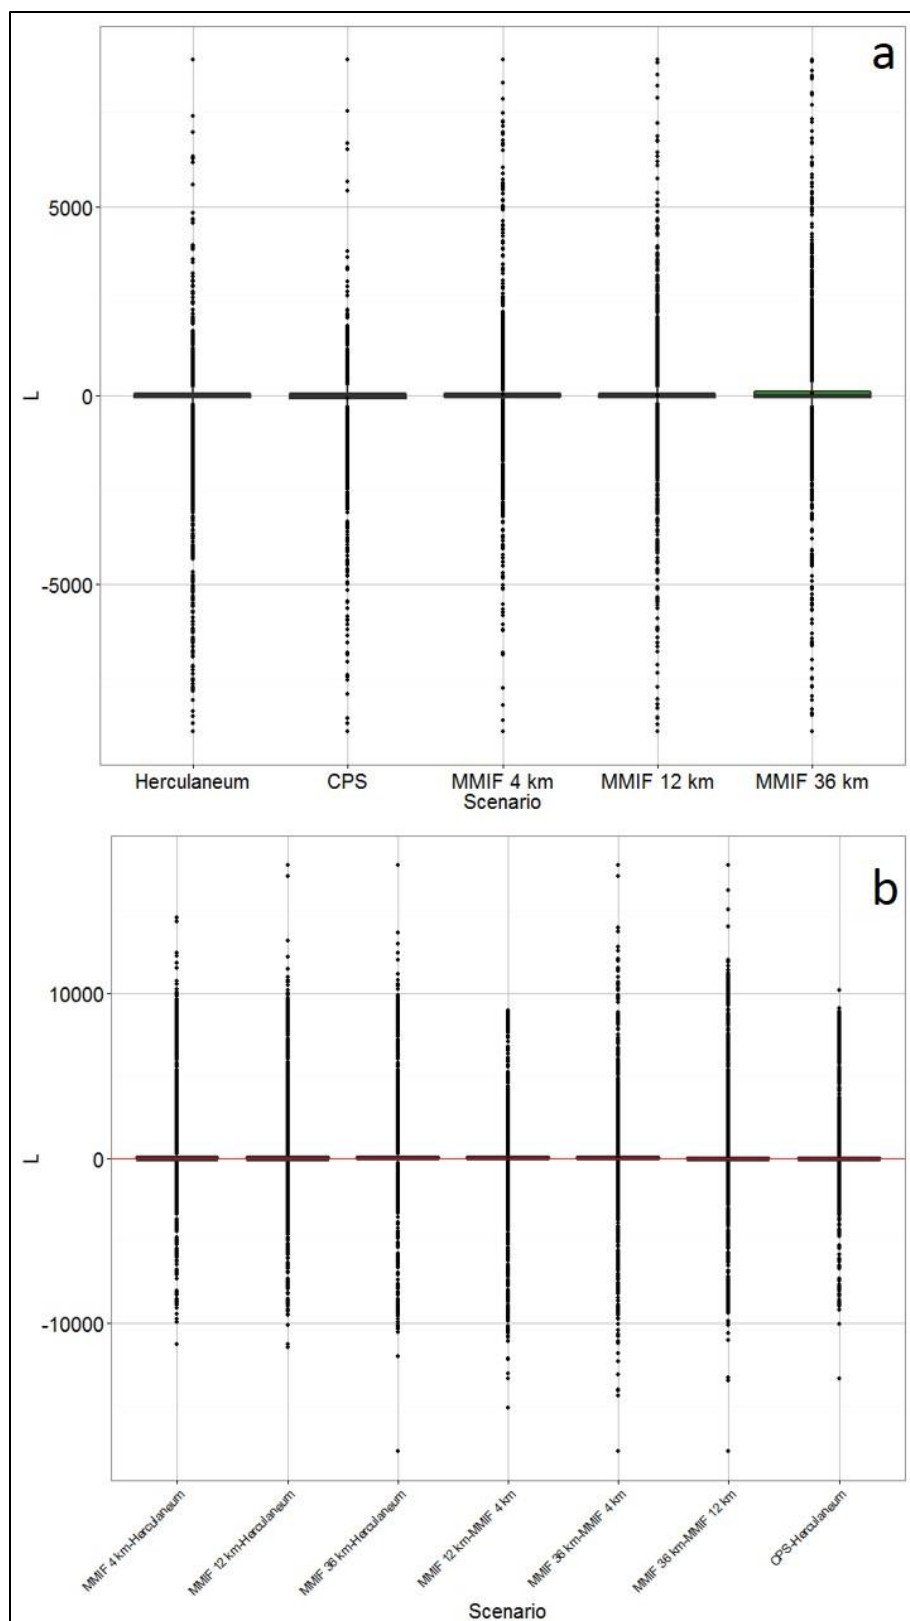 a
5000
0
-5000
L
Herculaneum CPS MMIF 4 km MMIF 12 km MMIF 36 km
Scenario
b
10000
0
-10000
L
MMIF 4 km-Herculaneum
MMIF 12 km-Herculaneum
MMIF 36 km-Herculaneum
MMIF 12 km-MMIF 4 km
MMIF 36 km-MMIF 4 km
MMIF 36 km-MMIF 12 km
CPS-Herculaneum
Scenario